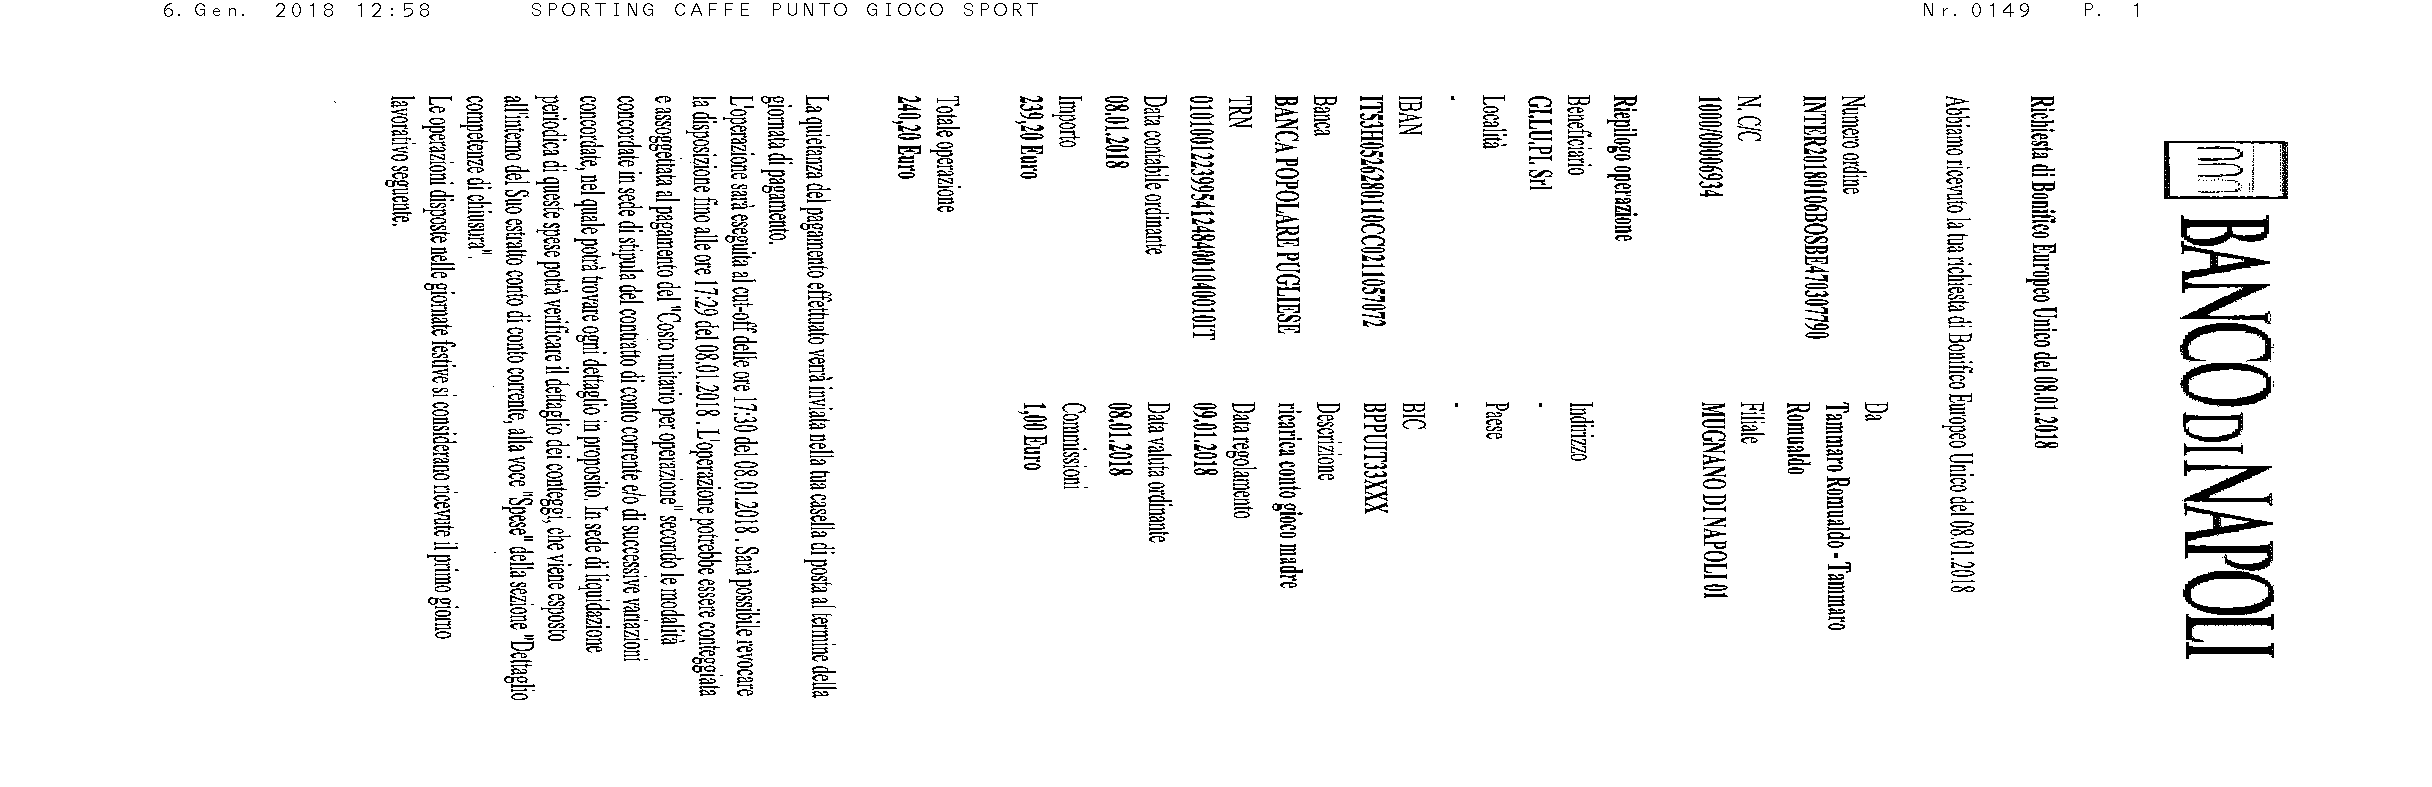 6. Gen. 2018 12:58 SPORTING CAFFE PUNTO GIOCO SPORT Nr. 0149 P. 1
BANCO DI NAPOLI
Richiesta di Bonifico Europeo Unico del 08.01.2018
Abbiamo ricevuto la tua richiesta di Bonifico Europeo Unico del 08.01.2018
Numero ordine Da
INTER20180106BOSBE470307790 Tammaro Romualdo - Tammaro
Romualdo
N. C/C Filiale
1000/00006934 MUGNANO DI NAPOLI 01
Riepilogo operazione
Beneficiario Indirizzo
GI.LU.PI. Srl -
Località Paese
- -
IBAN BIC
IT53H0526280110CC0211057072 BPPUIT33XXX
Banca Descrizione
BANCA POPOLARE PUGLIESE ricarica conto gioco madre
TRN Data regolamento
0101001223995412484001040010IT 09.01.2018
Data contabile ordinante Data valuta ordinante
08.01.2018 08.01.2018
Importo Commissioni
239,20 Euro 1,00 Euro
Totale operazione
240,20 Euro
La quietanza del pagamento effettuato verrà inviata nella tua casella di posta al termine della
giornata di pagamento.
L'operazione sarà eseguita al cut-off delle ore 17:30 del 08.01.2018 . Sarà possibile revocare
la disposizione fino alle ore 17:29 del 08.01.2018 . L'operazione potrebbe essere conteggiata
e assoggettata al pagamento del "Costo unitario per operazione" secondo le modalità
concordate in sede di stipula del contratto di conto corrente e/o di successive variazioni
concordate, nel quale potrà trovare ogni dettaglio in proposito. In sede di liquidazione
periodica di queste spese potrà verificare il dettaglio dei conteggi, che viene esposto
all'interno del Suo estratto conto di conto corrente, alla voce "Spese" della sezione "Dettaglio
competenze di chiusura".
Le operazioni disposte nelle giornate festive si considerano ricevute il primo giorno
lavorativo seguente.